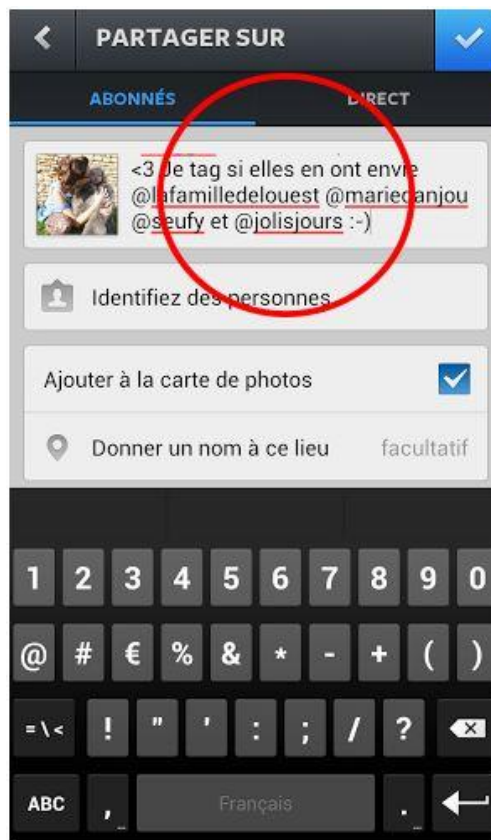 PARTAGER SUR
ABONNÉS DIRECT
<3 Je tag si elles en ont envie
@lafamilledelouest @mariedanjou
@seufy et @jolisjours :-)
Identifiez des personnes
Ajouter à la carte de photos
Donner un nom à ce lieu facultatif
1 2 3 4 5 6 7 8 9 0
@ # € % & * - + ( )
= \ < ! " ' : ; / ?
ABC , Français .